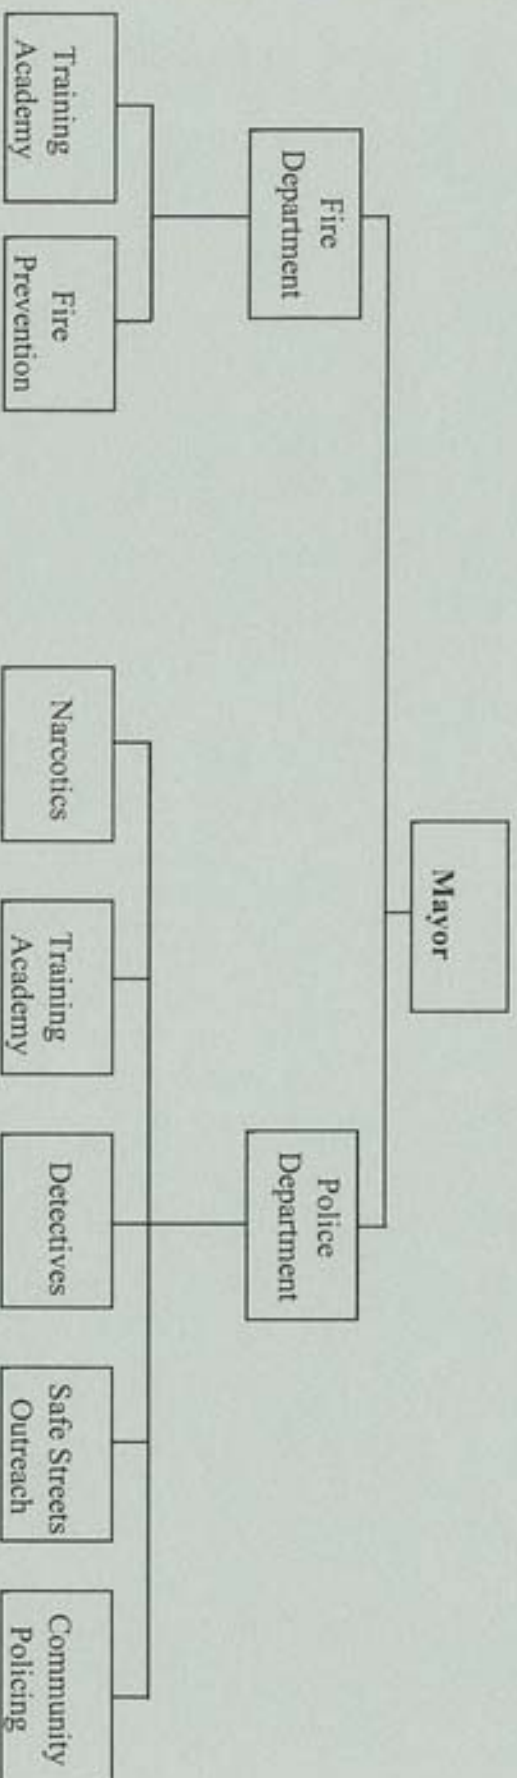 Mayor
Fire
Department
Police
Department
Training
Academy
Fire
Prevention
Narcotics
Training
Academy
Detectives
Safe Streets
Outreach
Community
Policing